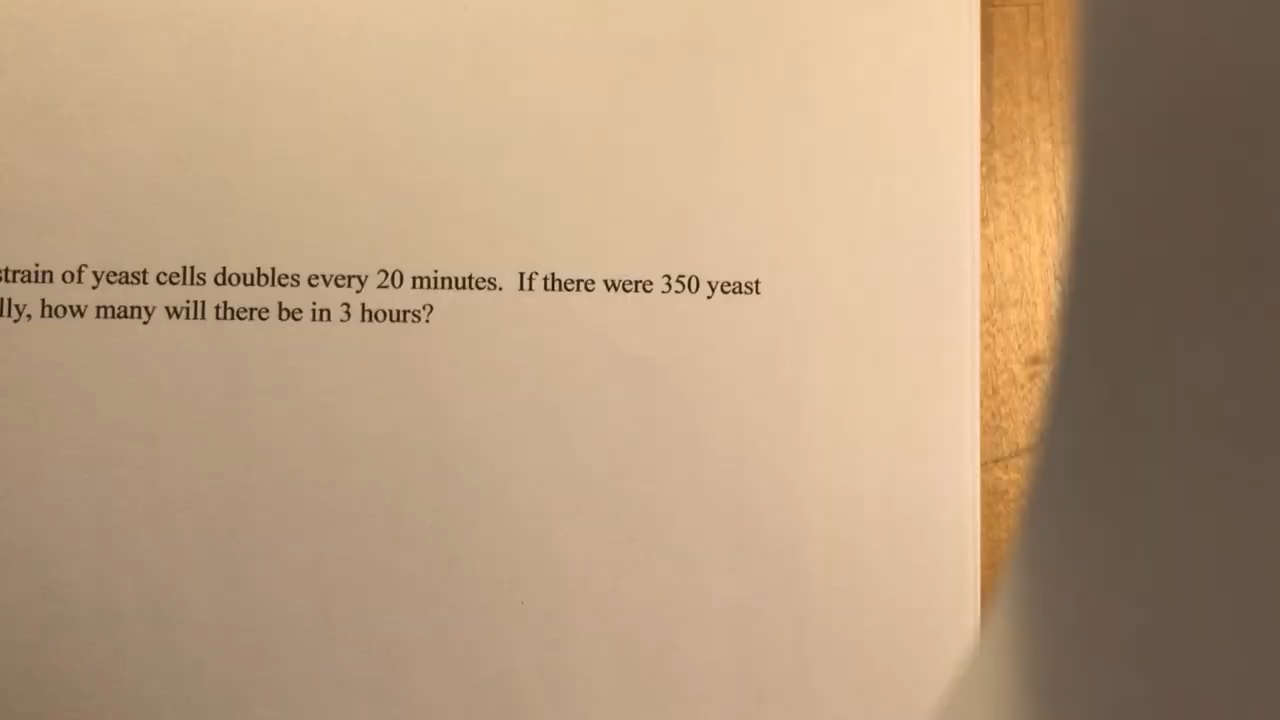 train of yeast cells doubles every 20 minutes. If there were 350 yeast
lly, how many will there be in 3 hours?